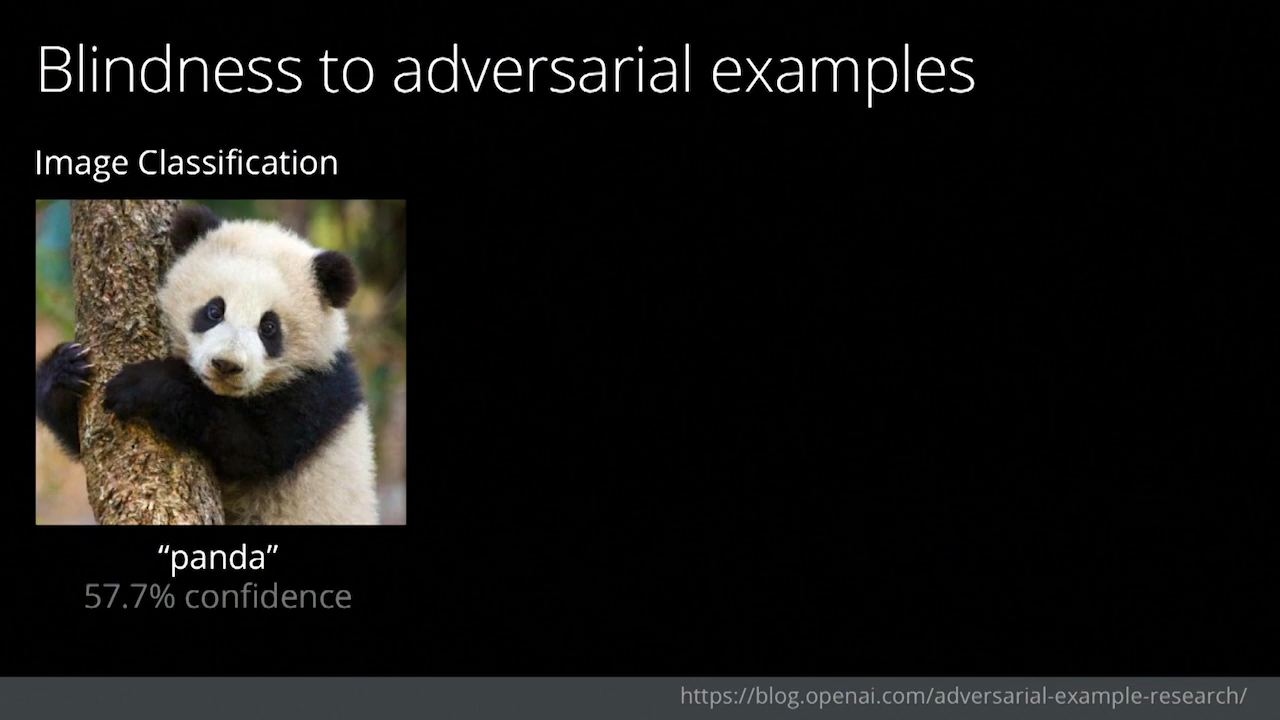 Blindness to adversarial examples
Image Classification
“panda”
57.7% confidence
https://blog.openai.com/adversarial-example-research/